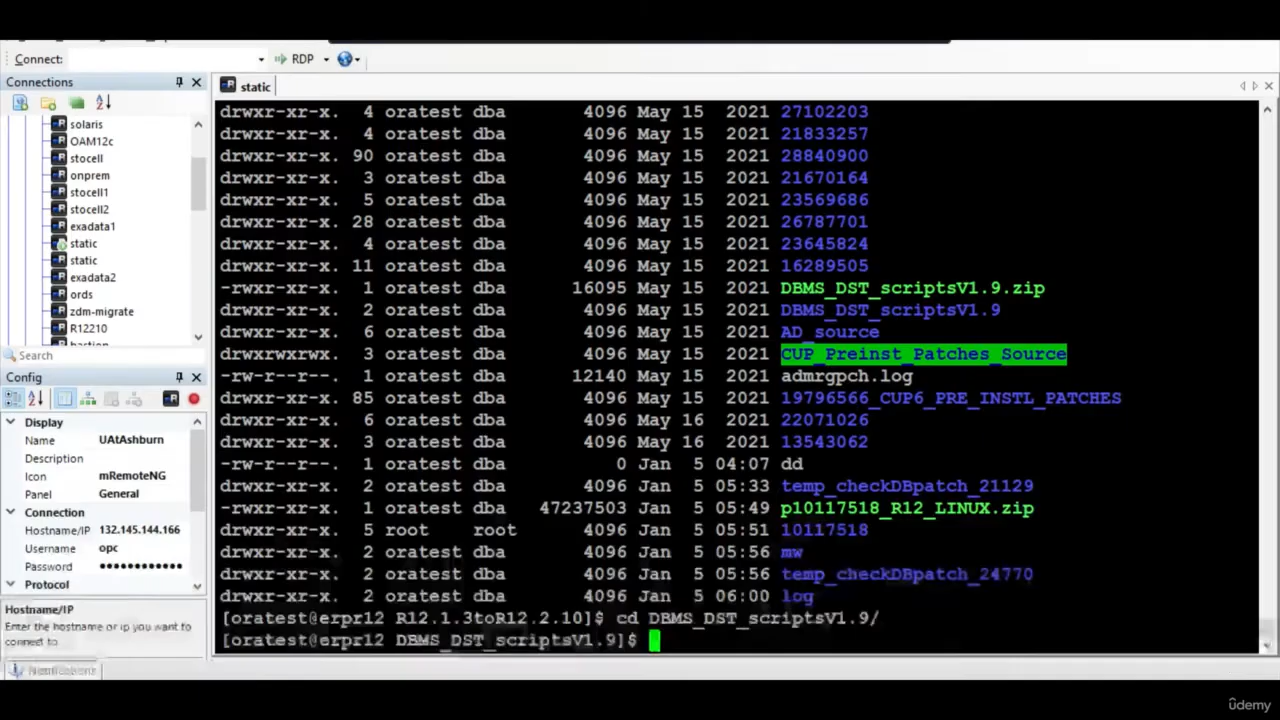 Connect:
RDP
Connections
static
solaris
OAM12c
stocell
onprem
stocell1
stocell2
exadata1
static
static
exadata2
ords
zdm-migrate
R12210
Search
Config
Display
Name UAtAshburn
Description
Icon mRemoteNG
Panel General
Connection
Hostname/IP 132.145.144.166
Username opc
Password ••••••••••••
Protocol
Hostname/IP
Enter the hostname or ip you want to
connect to
Notifications
drwxr-xr-x. 4 oratest dba 4096 May 15 2021 27102203
drwxr-xr-x. 4 oratest dba 4096 May 15 2021 21833257
drwxr-xr-x. 90 oratest dba 4096 May 15 2021 28840900
drwxr-xr-x. 3 oratest dba 4096 May 15 2021 21670164
drwxr-xr-x. 5 oratest dba 4096 May 15 2021 23569686
drwxr-xr-x. 28 oratest dba 4096 May 15 2021 26787701
drwxr-xr-x. 4 oratest dba 4096 May 15 2021 23645824
drwxr-xr-x. 11 oratest dba 4096 May 15 2021 16289505
-rwxr-xr-x. 1 oratest dba 16095 May 15 2021 DBMS_DST_scriptsV1.9.zip
drwxr-xr-x. 2 oratest dba 4096 May 15 2021 DBMS_DST_scriptsV1.9
drwxr-xr-x. 6 oratest dba 4096 May 15 2021 AD_source
drwxrwxrwx. 3 oratest dba 4096 May 15 2021 CUP_Preinst_Patches_Source
-rw-r--r--. 1 oratest dba 12140 May 15 2021 admrgpch.log
drwxr-xr-x. 85 oratest dba 4096 May 15 2021 19796566_CUP6_PRE_INSTL_PATCHES
drwxr-xr-x. 6 oratest dba 4096 May 16 2021 22071026
drwxr-xr-x. 3 oratest dba 4096 May 16 2021 13543062
-rw-r--r--. 1 oratest dba 0 Jan 5 04:07 dd
drwxr-xr-x. 2 oratest dba 4096 Jan 5 05:33 temp_checkDBpatch_21129
-rwxr-xr-x. 1 oratest dba 47237503 Jan 5 05:49 p10117518_R12_LINUX.zip
drwxr-xr-x. 5 root root 4096 Jan 5 05:51 10117518
drwxr-xr-x. 2 oratest dba 4096 Jan 5 05:56 mw
drwxr-xr-x. 2 oratest dba 4096 Jan 5 05:56 temp_checkDBpatch_24770
drwxr-xr-x. 2 oratest dba 4096 Jan 5 06:00 log
[oratest@erpr12 R12.1.3toR12.2.10]$ cd DBMS_DST_scriptsV1.9/
[oratest@erpr12 DBMS_DST_scriptsV1.9]$
ûdemy